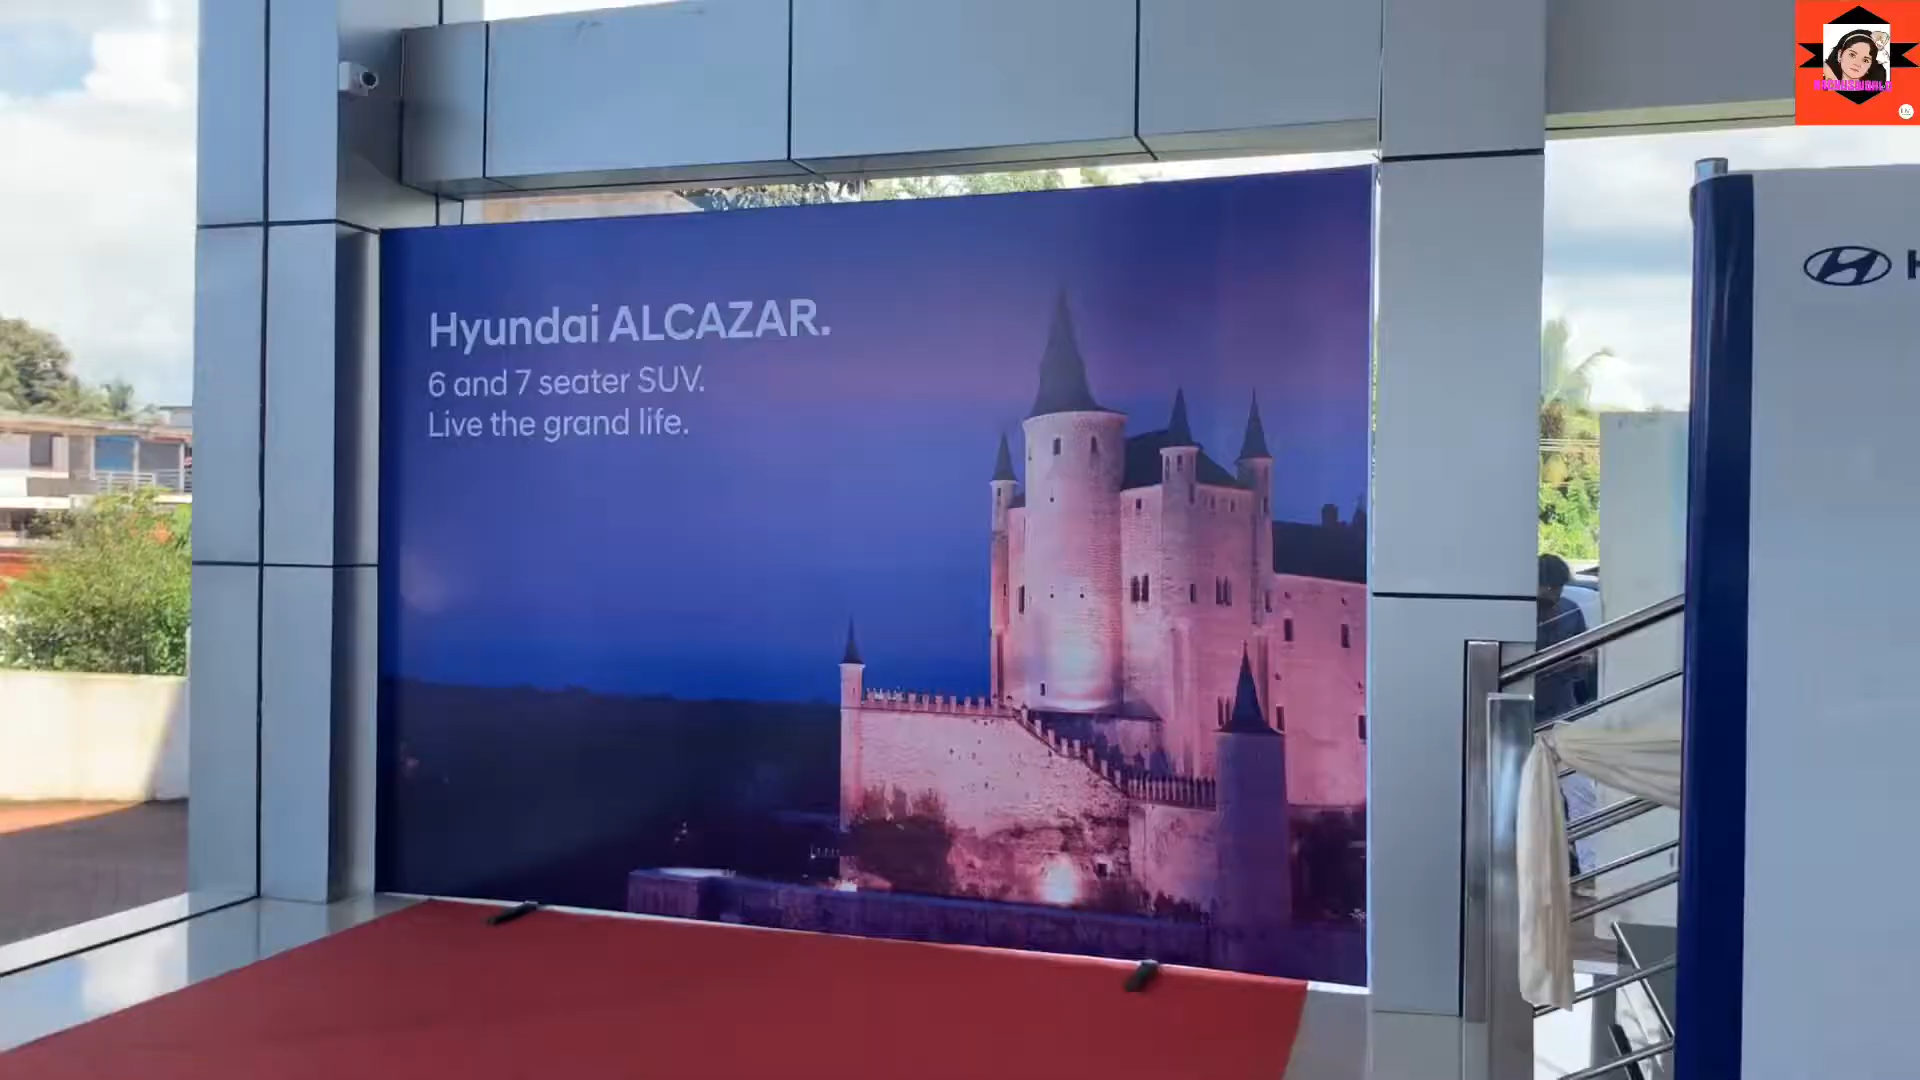 Hyundai ALCAZAR.
6 and 7 seater SUV.
Live the grand life.
H